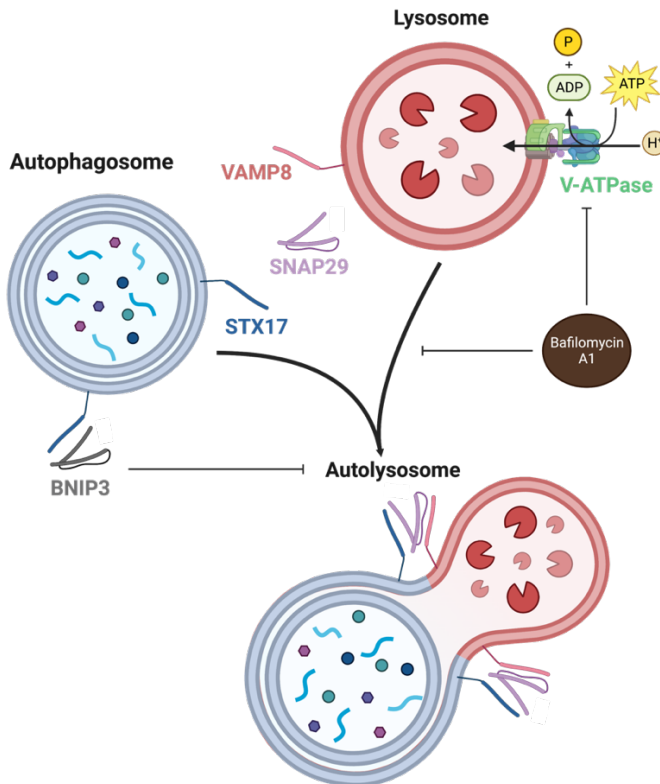 Lysosome
P
+
ADP
ATP
H⁺
V-ATPase
VAMP8
Autophagosome
SNAP29
STX17
Bafilomycin
A1
BNIP3
Autolysosome